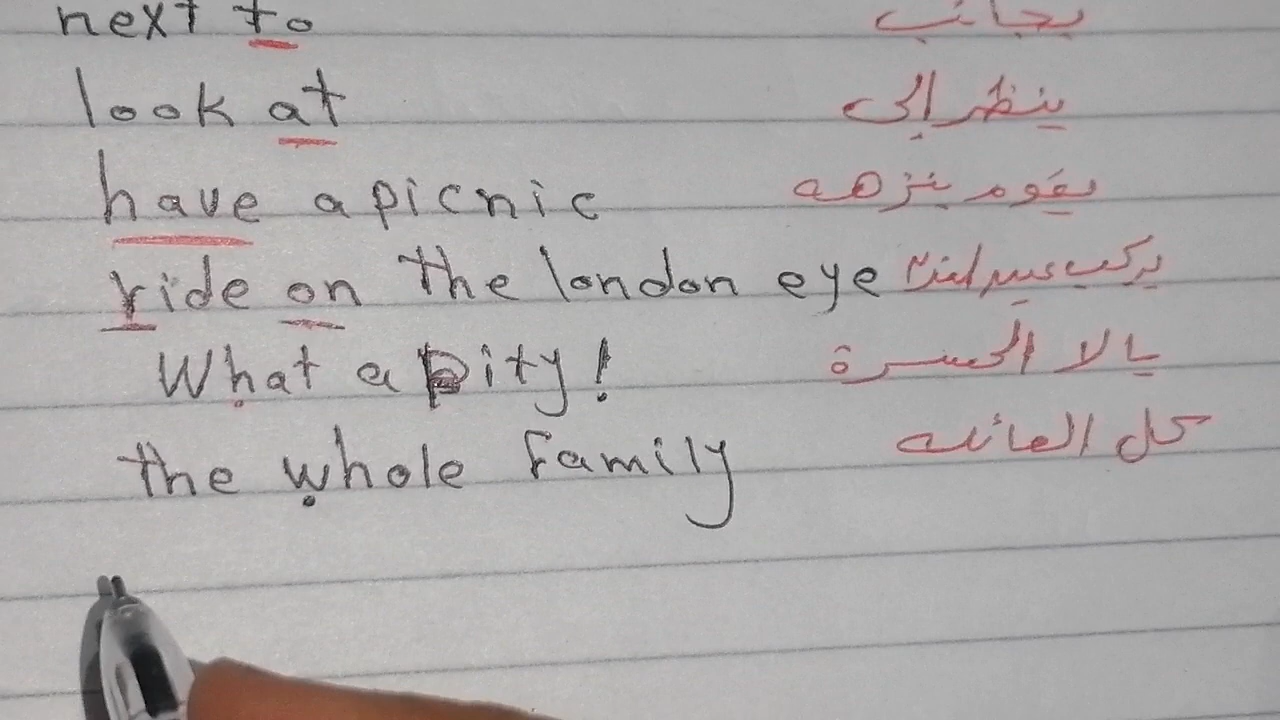 next to بجانب
look at ينظر إلى
have a picnic يقوم بنزهه
ride on the london eye يركب عين لندن
What a pity! يالا الحسرة
the whole family كل العائله